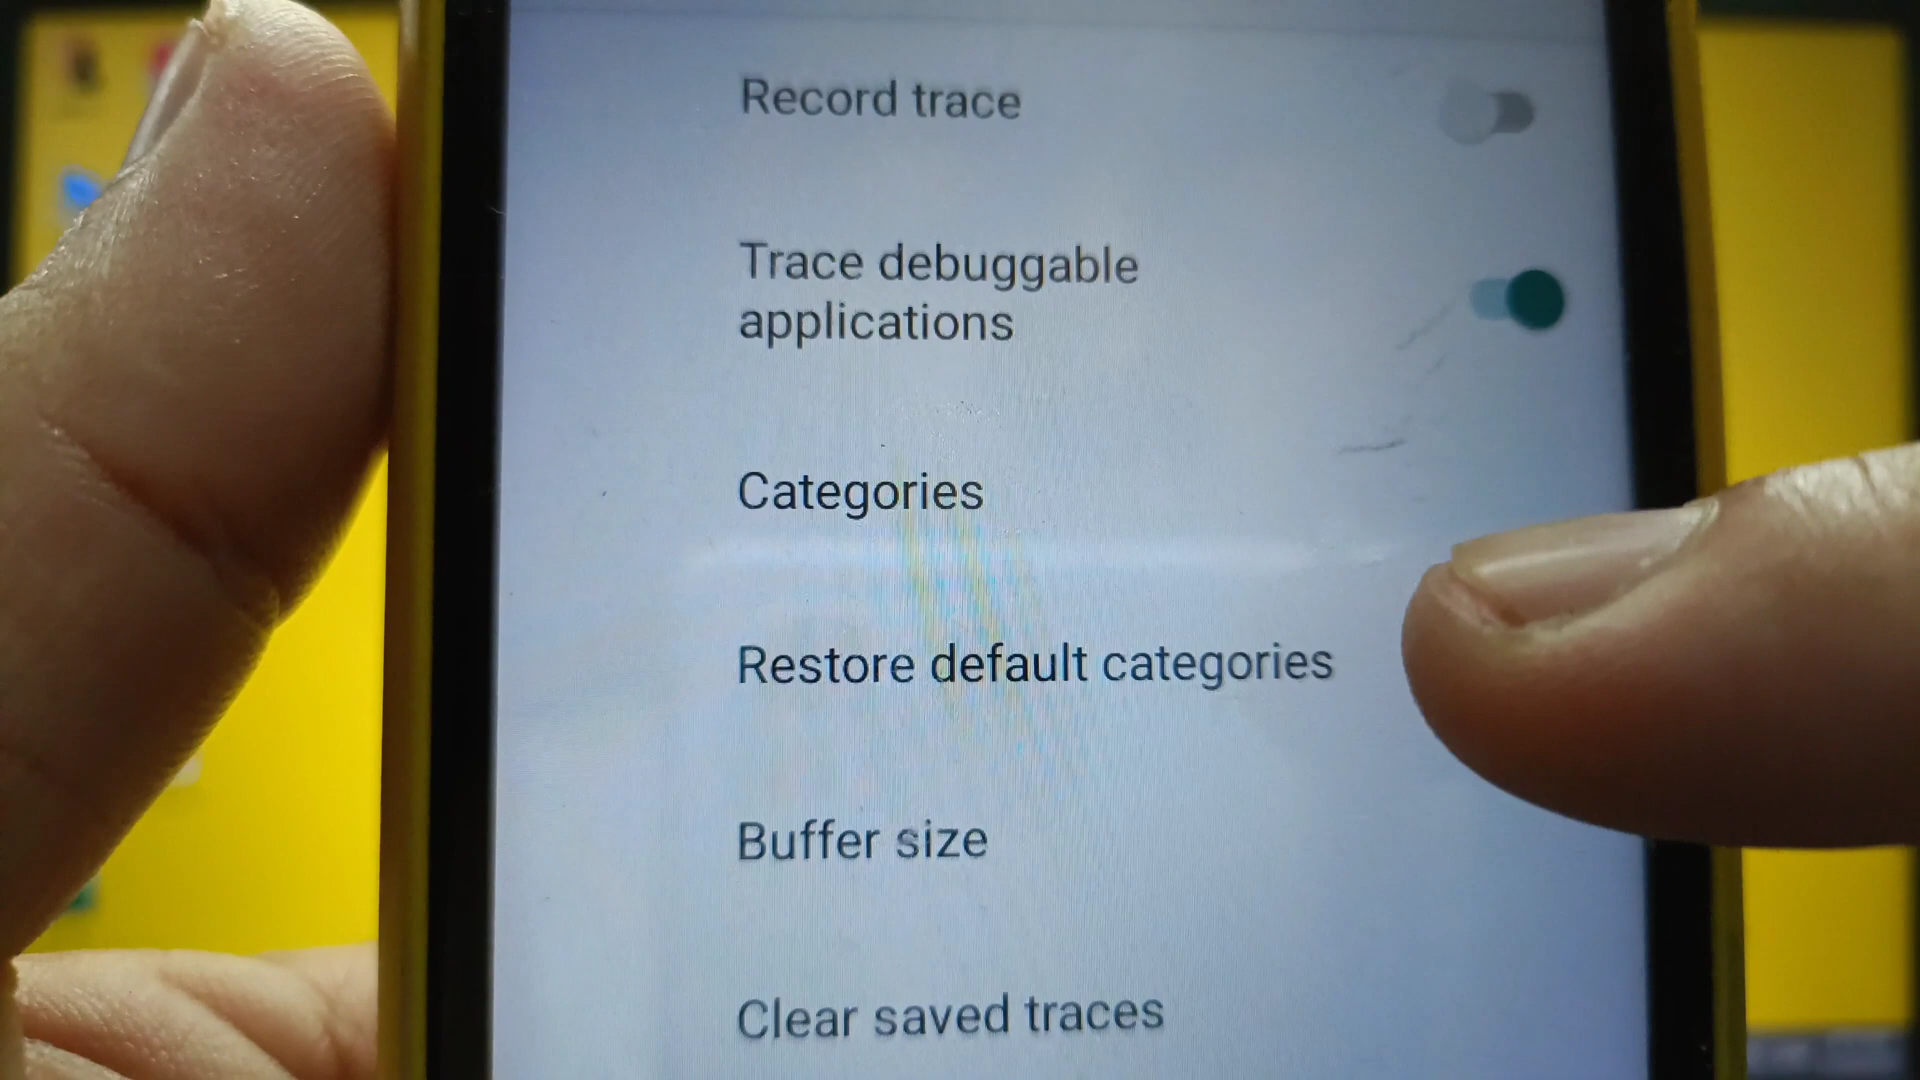 Record trace
Trace debuggable
applications
Categories
Restore default categories
Buffer size
Clear saved traces